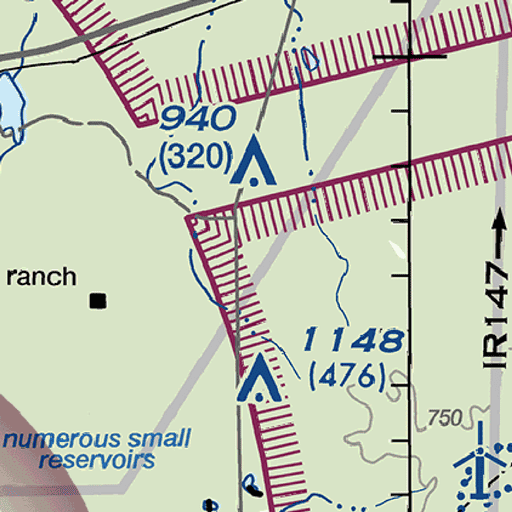 940
(320)
ranch
IR147
1148
(476)
750
numerous small
reservoirs